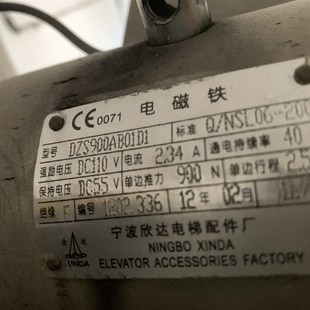 CE 0071 电磁铁
型号 DZS900AB01D1 标准 Q/NSL06-200
强励电压 DC110 V 电流 2.34 A 通电持续率 40
保持电压 DC55 V 单边推力 900 N 单边行程 2.5
绝缘 F 编号 1202336 12 年 02 月
宁波欣达电梯配件厂
XINDA NINGBO XINDA
ELEVATOR ACCESSORIES FACTORY